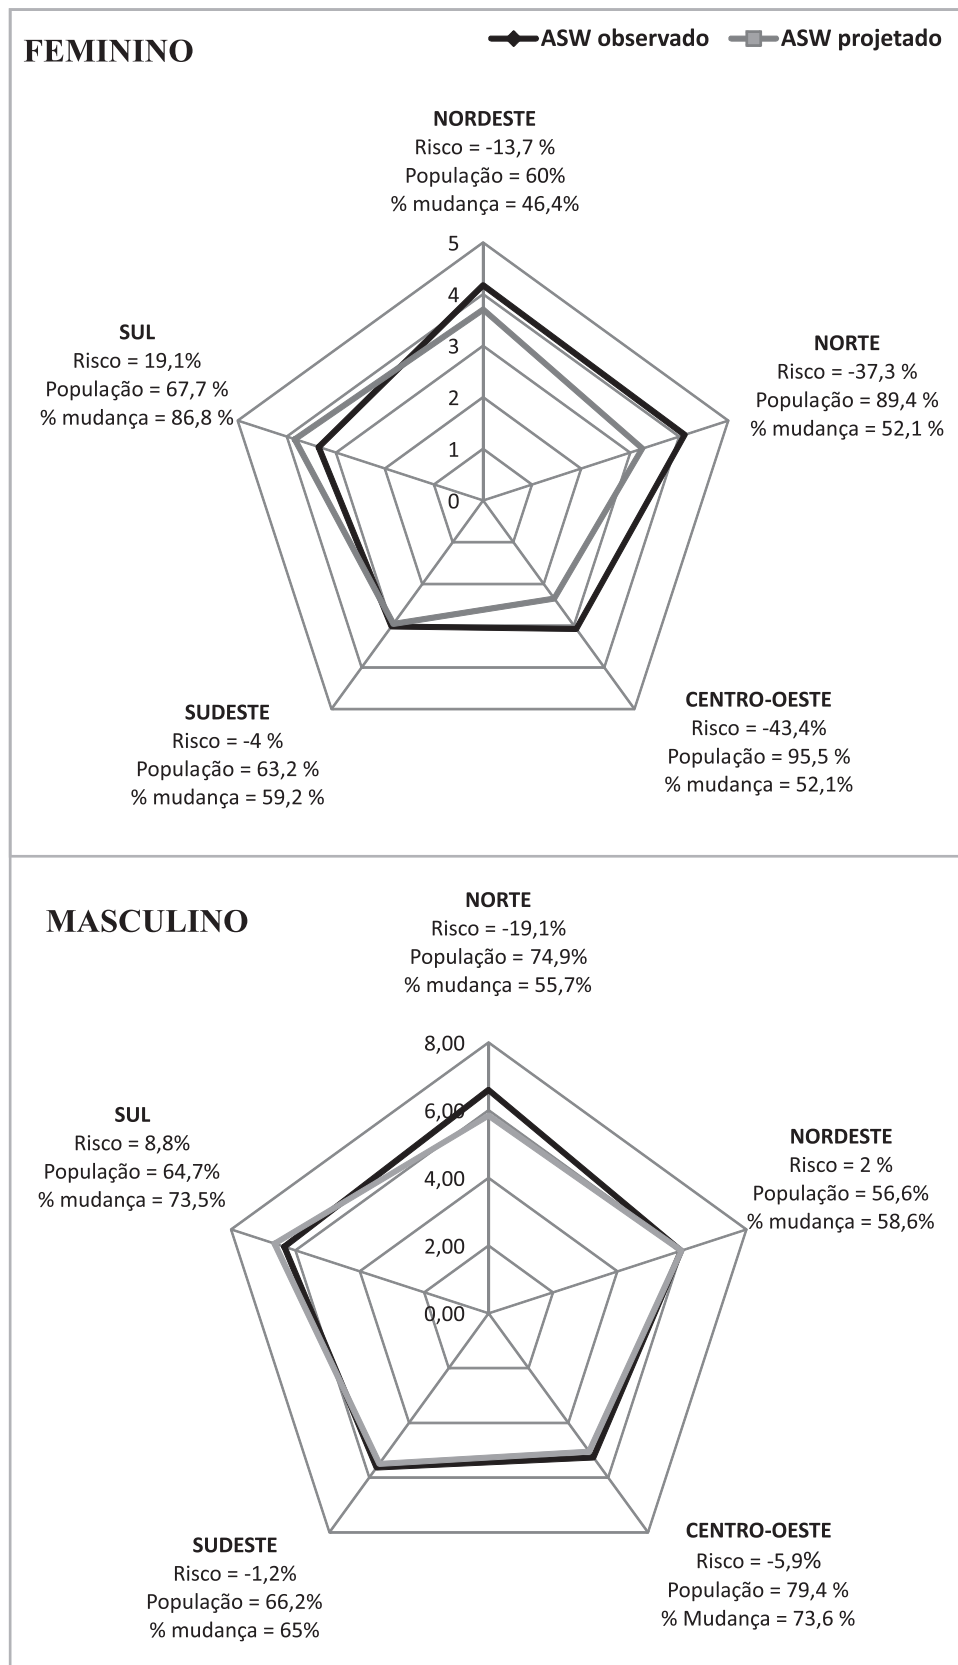 FEMININO
ASW observado
ASW projetado
NORDESTE
Risco = -13,7 %
População = 60%
% mudança = 46,4%
5
4
3
2
1
0
SUL
Risco = 19,1%
População = 67,7 %
% mudança = 86,8 %
NORTE
Risco = -37,3 %
População = 89,4 %
% mudança = 52,1 %
SUDESTE
Risco = -4 %
População = 63,2 %
% mudança = 59,2 %
CENTRO-OESTE
Risco = -43,4%
População = 95,5 %
% mudança = 52,1%
MASCULINO
NORTE
Risco = -19,1%
População = 74,9%
% mudança = 55,7%
8,00
6,00
4,00
2,00
0,00
SUL
Risco = 8,8%
População = 64,7%
% mudança = 73,5%
NORDESTE
Risco = 2 %
População = 56,6%
% mudança = 58,6%
SUDESTE
Risco = -1,2%
População = 66,2%
% mudança = 65%
CENTRO-OESTE
Risco = -5,9%
População = 79,4 %
% Mudança = 73,6 %